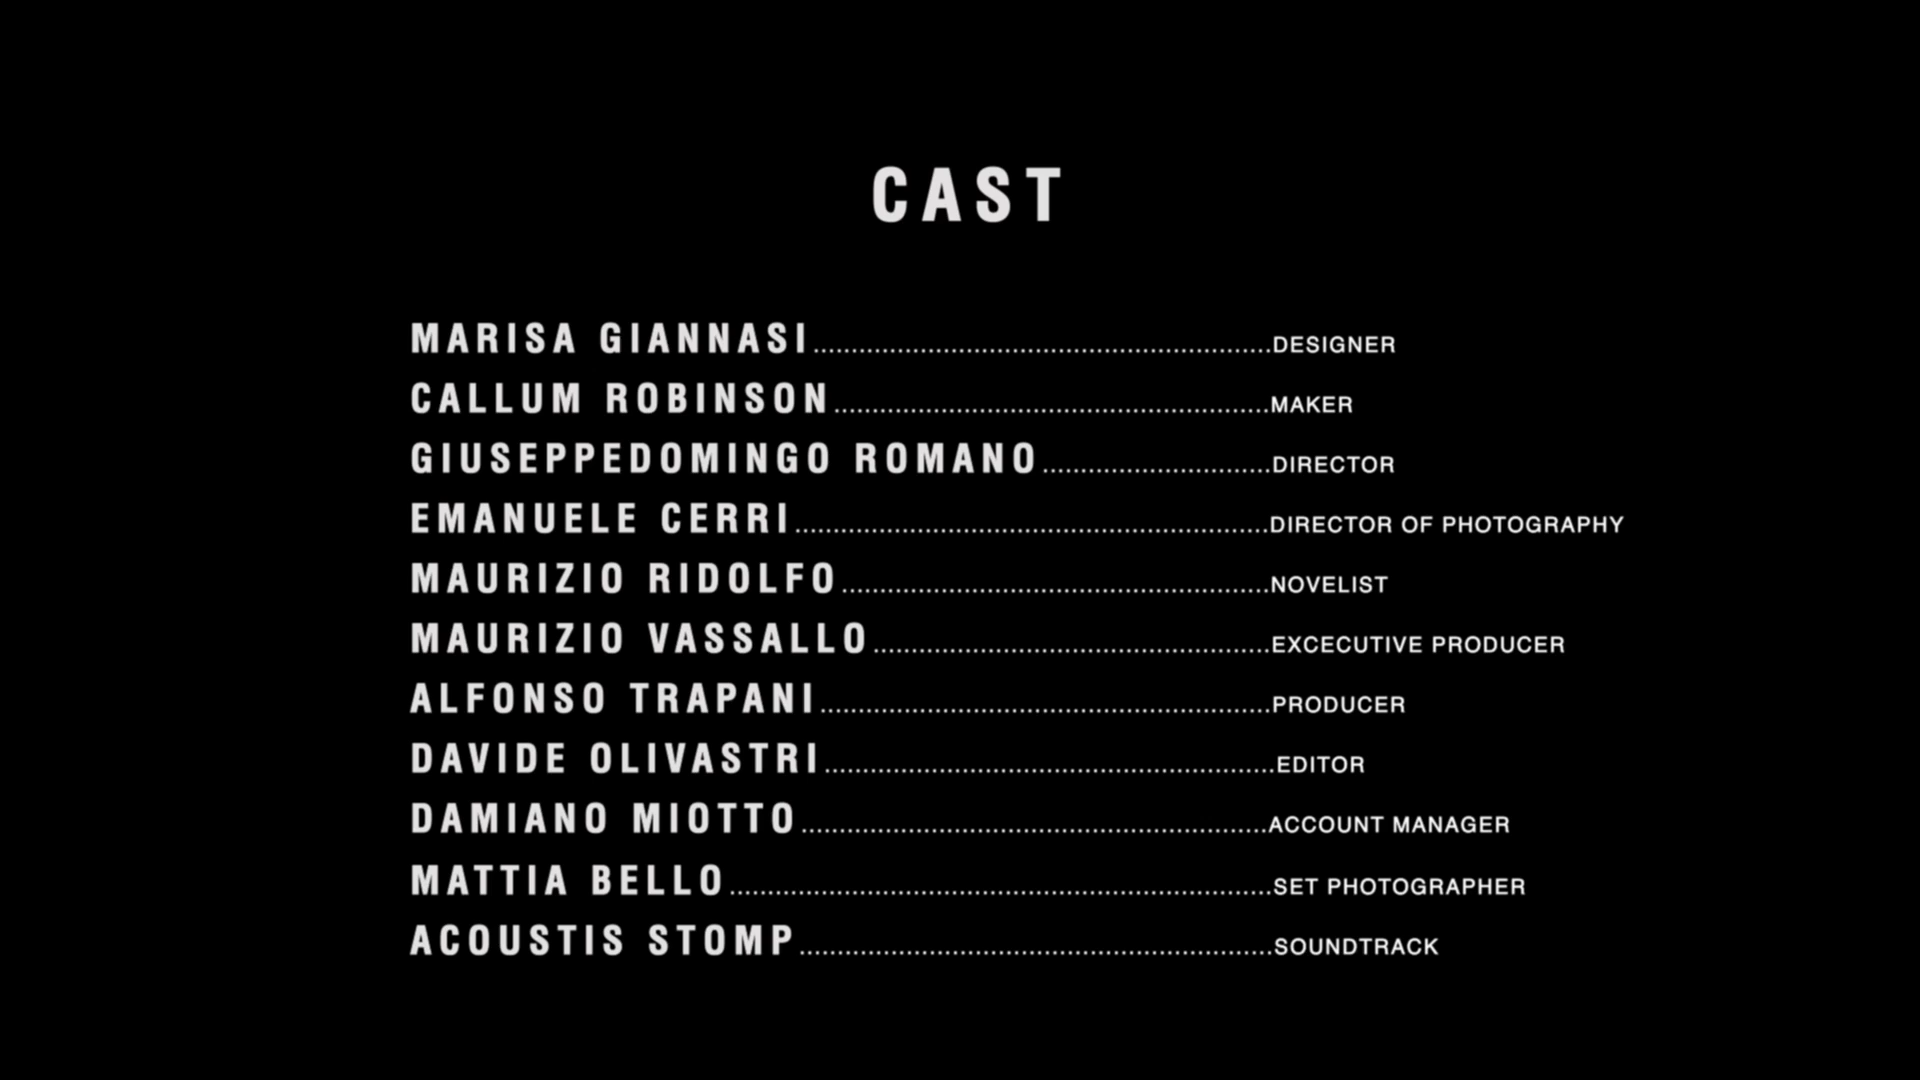 CAST
MARISA GIANNASI............................................................DESIGNER
CALLUM ROBINSON.........................................................MAKER
GIUSEPPEDOMINGO ROMANO..............................DIRECTOR
EMANUELE CERRI..............................................................DIRECTOR OF PHOTOGRAPHY
MAURIZIO RIDOLFO........................................................NOVELIST
MAURIZIO VASSALLO....................................................EXCECUTIVE PRODUCER
ALFONSO TRAPANI...........................................................PRODUCER
DAVIDE OLIVASTRI...........................................................EDITOR
DAMIANO MIOTTO.............................................................ACCOUNT MANAGER
MATTIA BELLO.......................................................................SET PHOTOGRAPHER
ACOUSTIS STOMP..............................................................SOUNDTRACK